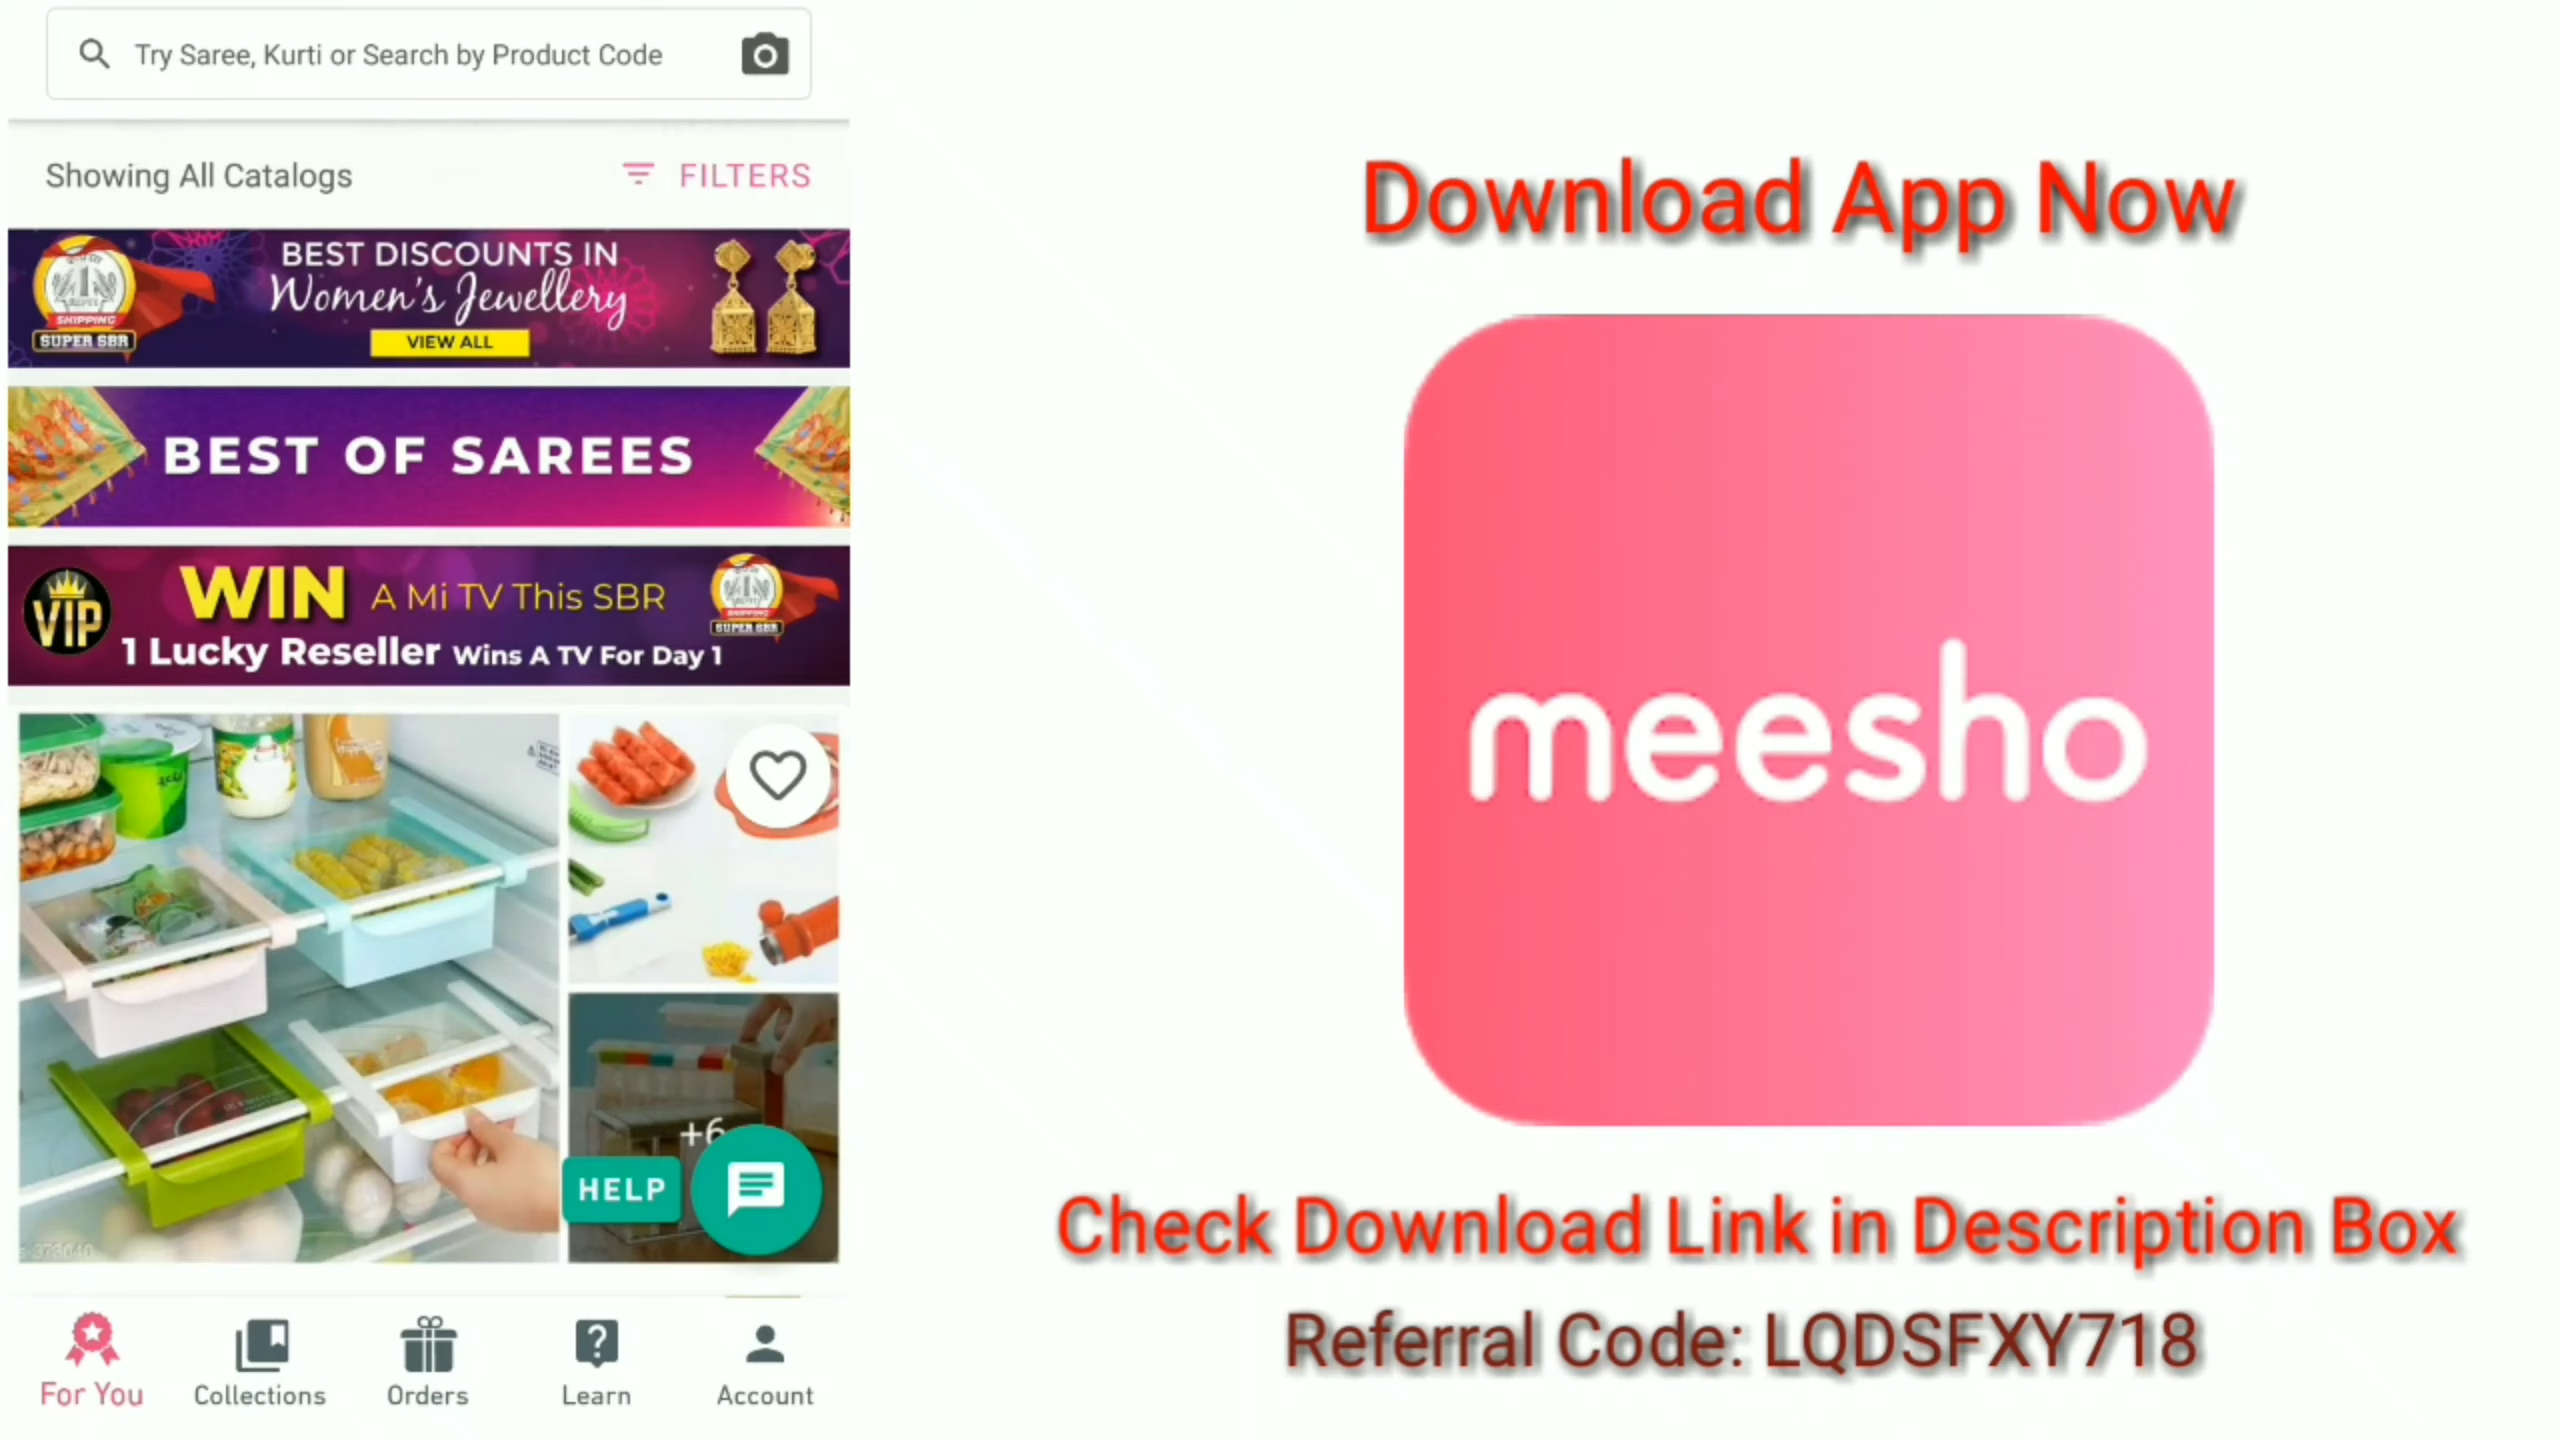 Try Saree, Kurti or Search by Product Code
Showing All Catalogs
FILTERS
BEST DISCOUNTS IN
Women's Jewellery
VIEW ALL
1
SHIPPING
SUPER SBR
BEST OF SAREES
VIP
WIN A Mi TV This SBR
1 Lucky Reseller Wins A TV For Day 1
SHIPPING
SUPER SBR
+6
HELP
For You
Collections
Orders
Learn
Account
Download App Now
meesho
Check Download Link in Description Box
Referral Code: LQDSFXY718